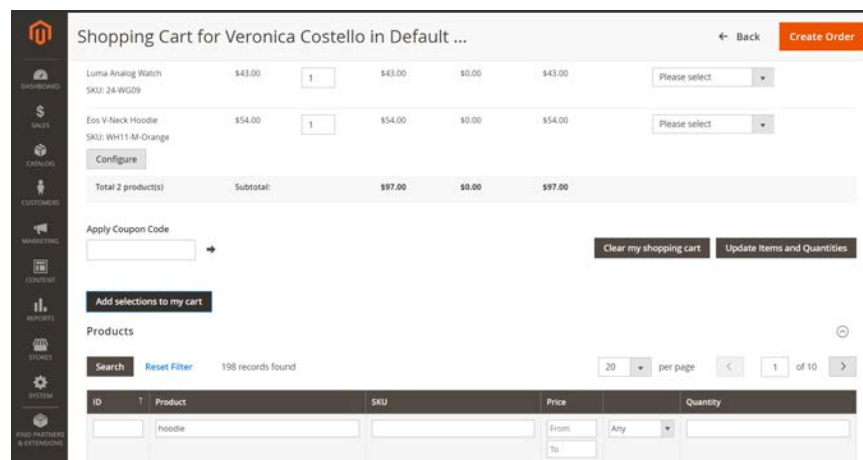 Shopping Cart for Veronica Costello in Default ...
← Back
Create Order
DASHBOARD
SALES
CATALOG
CUSTOMERS
MARKETING
CONTENT
REPORTS
STORES
SYSTEM
FIND PARTNERS
& EXTENSIONS
Luma Analog Watch $43.00 1 $43.00 $0.00 $43.00 Please select
SKU: 24-WG09
Eos V-Neck Hoodie $54.00 1 $54.00 $0.00 $54.00 Please select
SKU: WH11-M-Orange
Configure
Total 2 product(s) Subtotal: $97.00 $0.00 $97.00
Apply Coupon Code
Clear my shopping cart Update Items and Quantities
Add selections to my cart
Products
Search Reset Filter 198 records found 20 per page 1 of 10
ID ↑ Product SKU Price Quantity
hoodie From Any
To